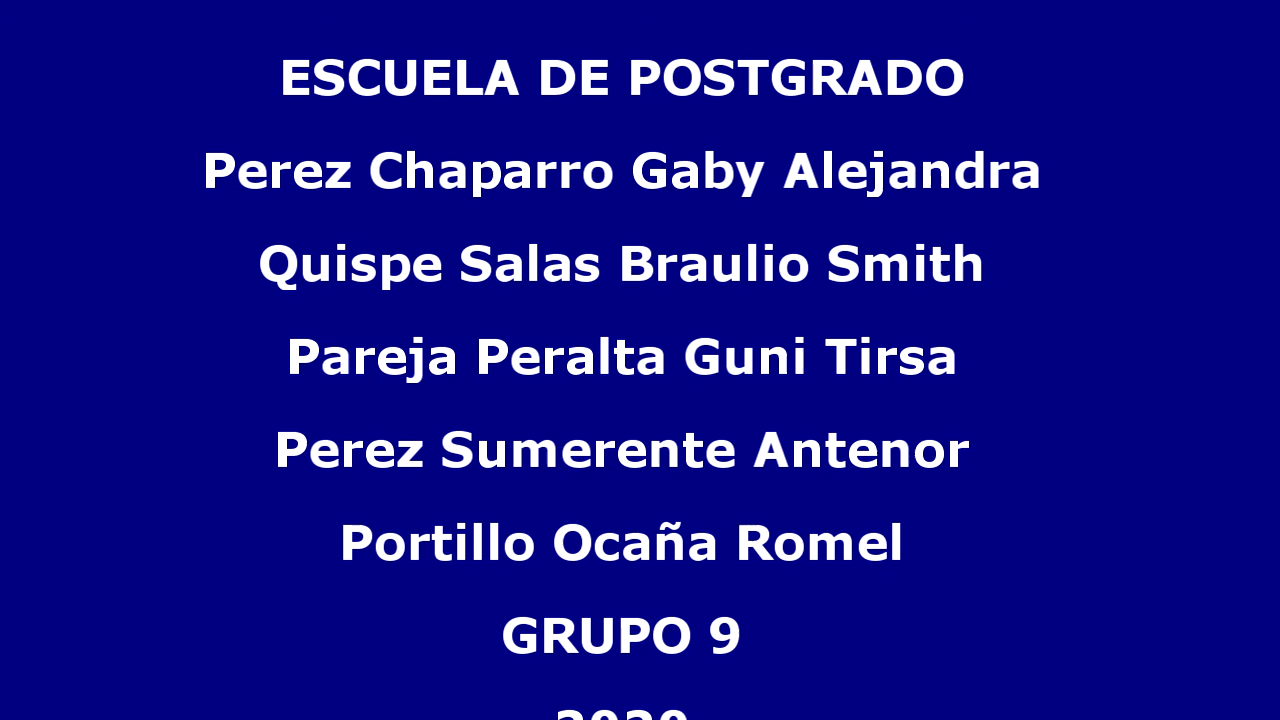 ESCUELA DE POSTGRADO
Perez Chaparro Gaby Alejandra
Quispe Salas Braulio Smith
Pareja Peralta Guni Tirsa
Perez Sumerente Antenor
Portillo Ocaña Romel
GRUPO 9